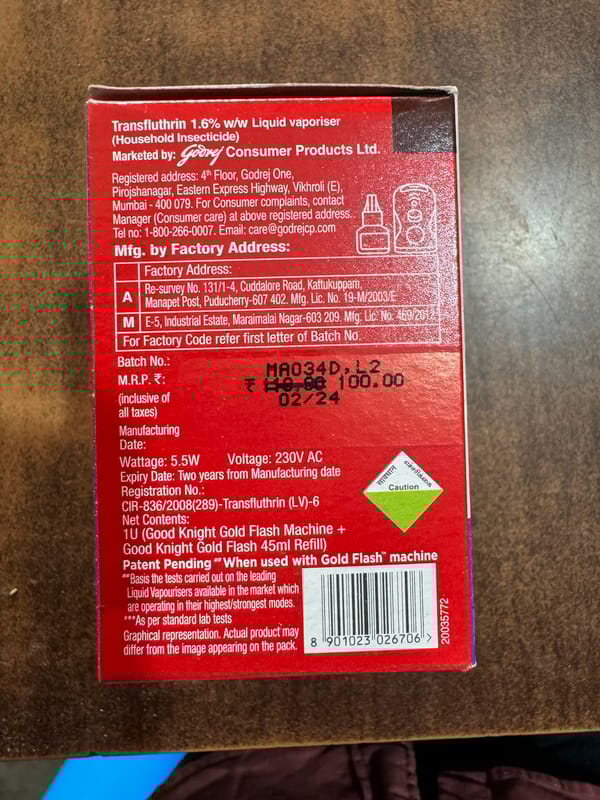 Transfluthrin 1.6% w/w Liquid vaporiser
(Household Insecticide)
Marketed by: Godrej Consumer Products Ltd.
Registered address: 4th Floor, Godrej One,
Pirojshanagar, Eastern Express Highway, Vikhroli (E),
Mumbai - 400 079. For Consumer complaints, contact
Manager (Consumer care) at above registered address.
Tel no: 1-800-266-0007. Email: care@godrejcp.com
Mfg. by Factory Address:
Factory Address:
A Re-survey No. 131/1-4, Cuddalore Road, Kattukuppam,
Manapet Post, Puducherry-607 402. Mfg. Lic. No. 19-M/2003/E
M E-5, Industrial Estate, Maraimalai Nagar-603 209. Mfg. Lic. No. 469/2012
For Factory Code refer first letter of Batch No.
Batch No.: MA034D,L2
M.R.P. ₹: ₹ 100.00
(inclusive of
all taxes)
Manufacturing
Date: 02/24
Wattage: 5.5W Voltage: 230V AC
Expiry Date: Two years from Manufacturing date
Registration No.:
CIR-836/2008(289)-Transfluthrin (LV)-6
Net Contents:
1U (Good Knight Gold Flash Machine +
Good Knight Gold Flash 45ml Refill)
सावधान
Caution
Patent Pending ""When used with Gold Flash™ machine
##Basis the tests carried out on the leading
Liquid Vapourisers available in the market which
are operating in their highest/strongest modes.
***As per standard lab tests
Graphical representation. Actual product may
differ from the image appearing on the pack.
8 901023 026706 >
20035772